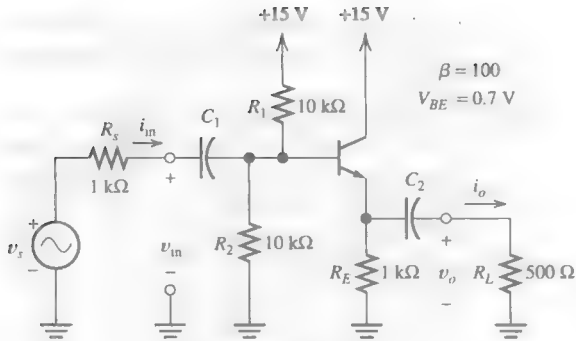 +15 V
+15 V
β = 100
V_BE = 0.7 V
R_1
10 kΩ
R_s
i_in
C_1
1 kΩ
+
C_2
i_o
+
v_s
−
v_in
−
R_2
10 kΩ
R_E
1 kΩ
+
v_o
−
R_L
500 Ω